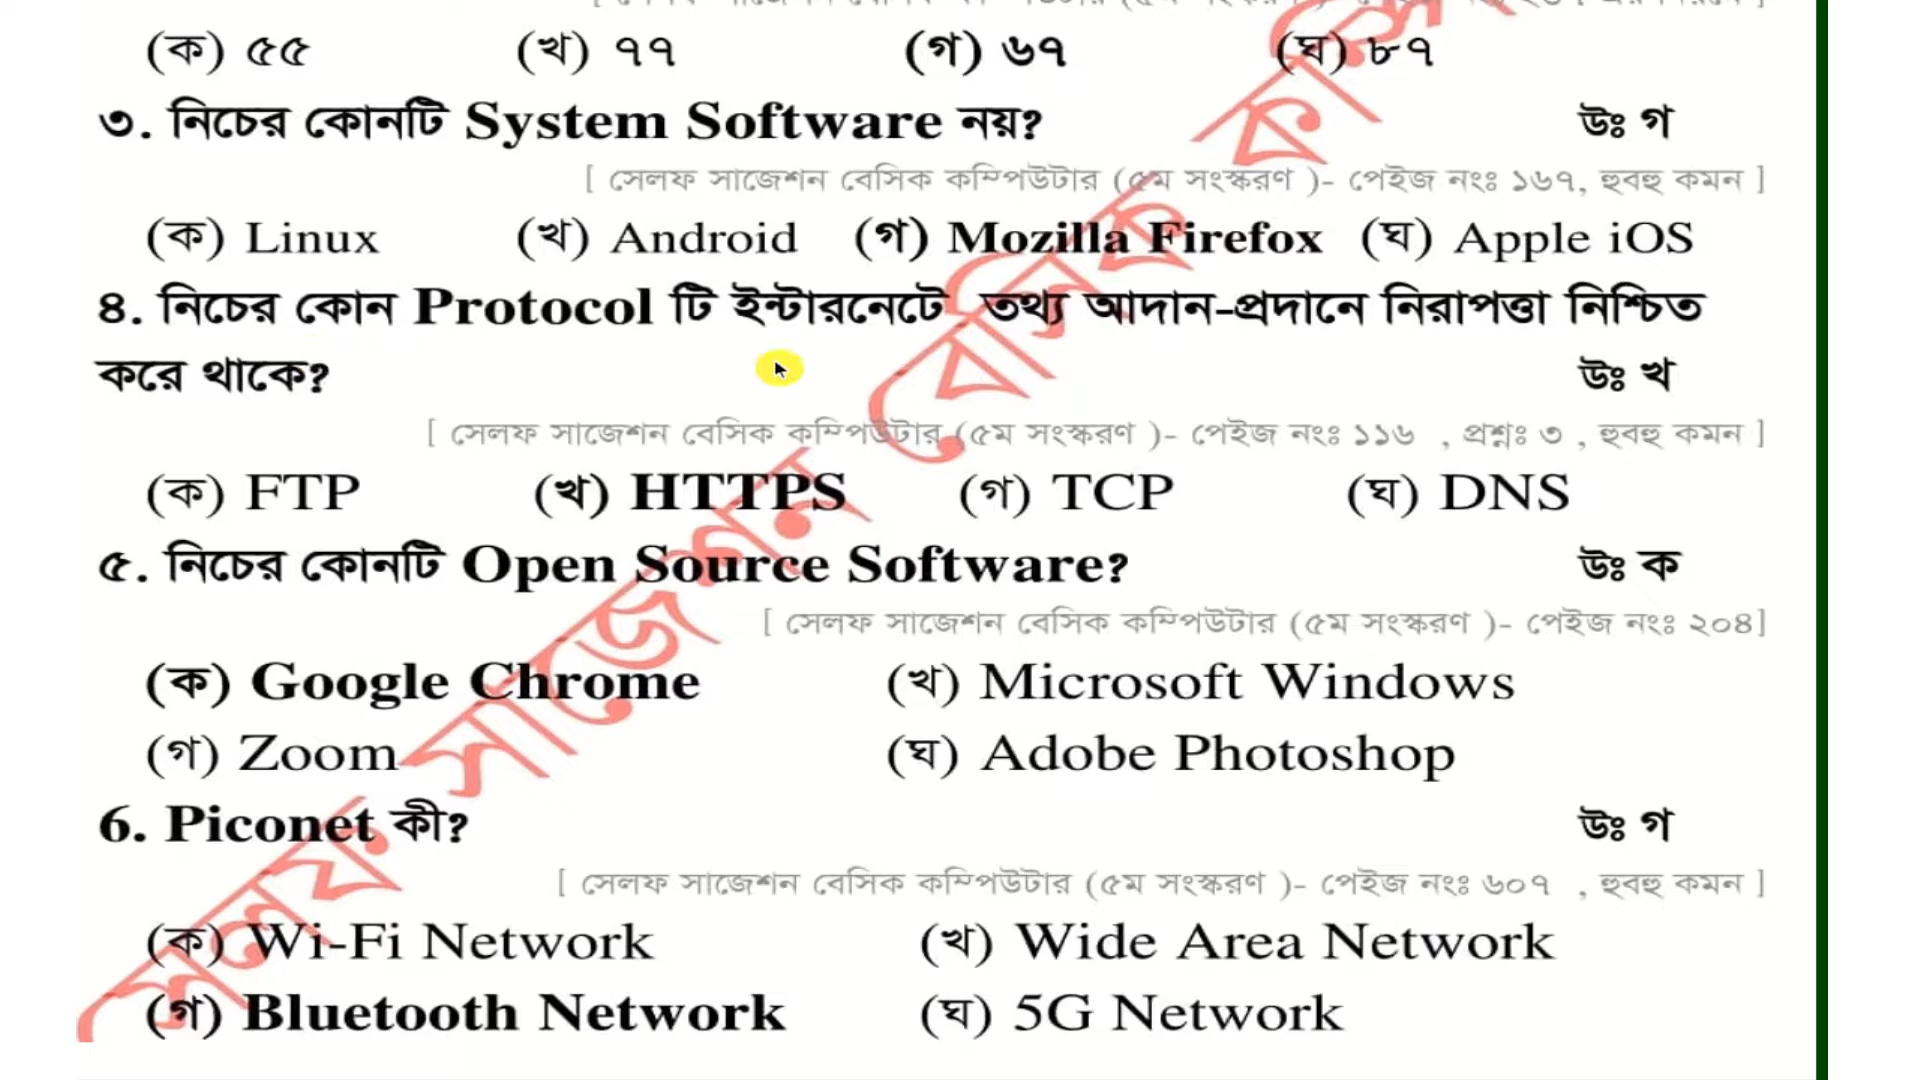 (ক) ৫৫ (খ) ৭৭ (গ) ৬৭ (ঘ) ৮৭
৩. নিচের কোনটি System Software নয়? উঃ গ
[ সেলফ সাজেশন বেসিক কম্পিউটার (৫ম সংস্করণ )- পেইজ নংঃ ১৬৭, হুবহু কমন ]
(ক) Linux (খ) Android (গ) Mozilla Firefox (ঘ) Apple iOS
৪. নিচের কোন Protocol টি ইন্টারনেটে তথ্য আদান-প্রদানে নিরাপত্তা নিশ্চিত
করে থাকে? উঃ খ
[ সেলফ সাজেশন বেসিক কম্পিউটার (৫ম সংস্করণ )- পেইজ নংঃ ১১৬ , প্রশ্নঃ ৩ , হুবহু কমন ]
(ক) FTP (খ) HTTPS (গ) TCP (ঘ) DNS
৫. নিচের কোনটি Open Source Software? উঃ ক
[ সেলফ সাজেশন বেসিক কম্পিউটার (৫ম সংস্করণ )- পেইজ নংঃ ২০৪]
(ক) Google Chrome (খ) Microsoft Windows
(গ) Zoom (ঘ) Adobe Photoshop
6. Piconet কী? উঃ গ
[ সেলফ সাজেশন বেসিক কম্পিউটার (৫ম সংস্করণ )- পেইজ নংঃ ৬০৭ , হুবহু কমন ]
(ক) Wi-Fi Network (খ) Wide Area Network
(গ) Bluetooth Network (ঘ) 5G Network
সেলফ সাজেশন বেসিক